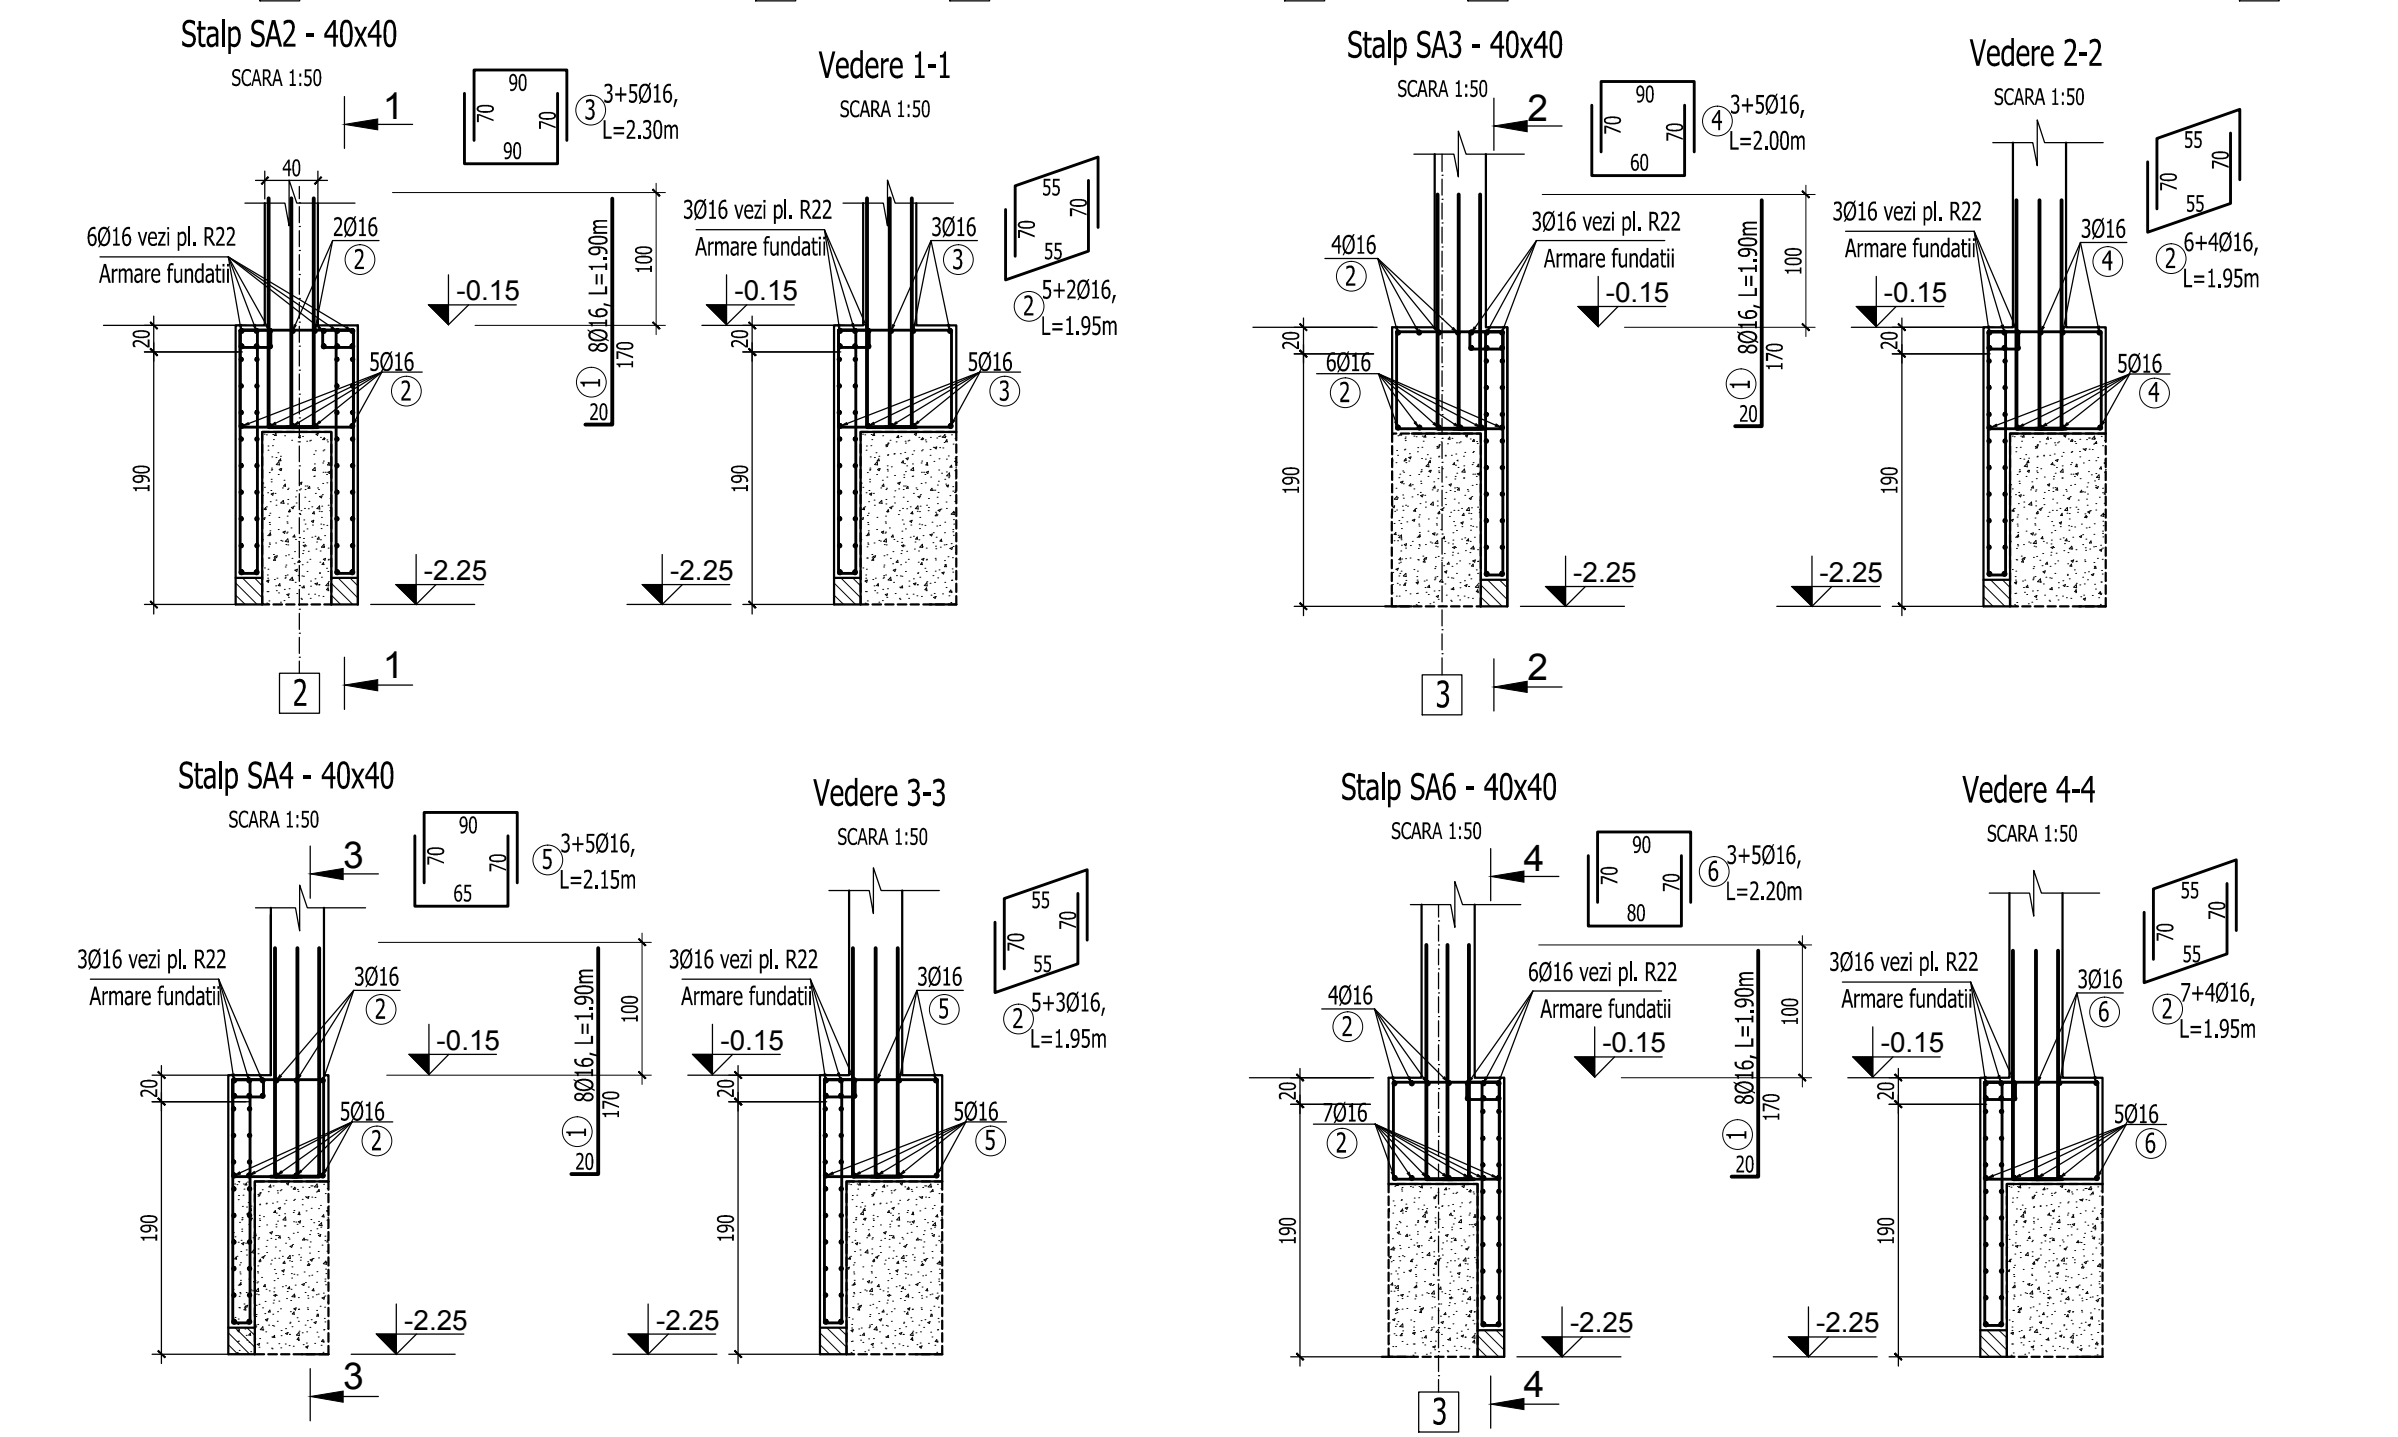 Stalp SA2 - 40x40
SCARA 1:50
1
90
70
70
90
3
3+5Ø16,
L=2.30m
40
6Ø16 vezi pl. R22
Armare fundatii
2Ø16
2
-0.15
20
5Ø16
2
190
-2.25
1
2
8Ø16, L=1.90m
1
170
20
100
Vedere 1-1
SCARA 1:50
55
70
70
55
2
5+2Ø16,
L=1.95m
3Ø16 vezi pl. R22
Armare fundatii
3Ø16
3
-0.15
20
5Ø16
3
190
-2.25
Stalp SA3 - 40x40
SCARA 1:50
2
90
70
70
60
4
3+5Ø16,
L=2.00m
4Ø16
2
3Ø16 vezi pl. R22
Armare fundatii
-0.15
20
6Ø16
2
190
-2.25
2
3
8Ø16, L=1.90m
1
170
20
100
Vedere 2-2
SCARA 1:50
55
70
70
55
2
6+4Ø16,
L=1.95m
3Ø16 vezi pl. R22
Armare fundatii
3Ø16
4
-0.15
20
5Ø16
4
190
-2.25
Stalp SA4 - 40x40
SCARA 1:50
3
90
70
70
65
5
3+5Ø16,
L=2.15m
3Ø16 vezi pl. R22
Armare fundatii
3Ø16
2
-0.15
20
5Ø16
2
190
-2.25
3
8Ø16, L=1.90m
1
170
20
100
Vedere 3-3
SCARA 1:50
55
70
70
55
2
5+3Ø16,
L=1.95m
3Ø16 vezi pl. R22
Armare fundatii
3Ø16
5
-0.15
20
5Ø16
5
190
-2.25
Stalp SA6 - 40x40
SCARA 1:50
4
90
70
70
80
6
3+5Ø16,
L=2.20m
4Ø16
2
6Ø16 vezi pl. R22
Armare fundatii
-0.15
20
7Ø16
2
190
-2.25
4
3
8Ø16, L=1.90m
1
170
20
100
Vedere 4-4
SCARA 1:50
55
70
70
55
2
7+4Ø16,
L=1.95m
3Ø16 vezi pl. R22
Armare fundatii
3Ø16
6
-0.15
20
5Ø16
6
190
-2.25